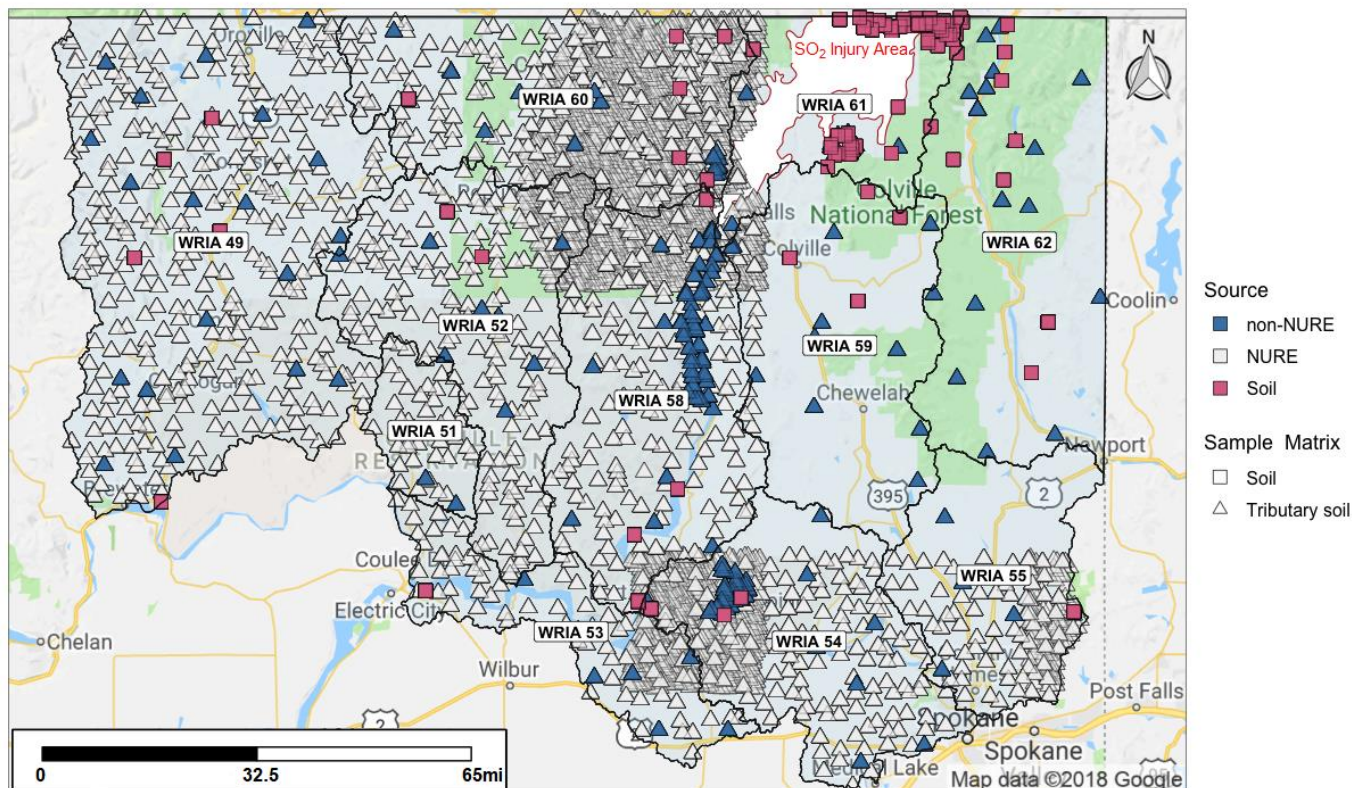 N
SO₂ Injury Area
WRIA 60
WRIA 61
WRIA 49
Colville
National Forest
WRIA 62
Coolin
WRIA 52
WRIA 59
WRIA 58
Chewelah
WRIA 51
Newport
395
2
Coulee
Electric City
WRIA 55
Chelan
WRIA 53
WRIA 54
Wilbur
Post Falls
2
Spokane
Spokane
Lake
0
32.5
65mi
Map data ©2018 Google
Source
non-NURE
NURE
Soil
Sample Matrix
Soil
Tributary soil